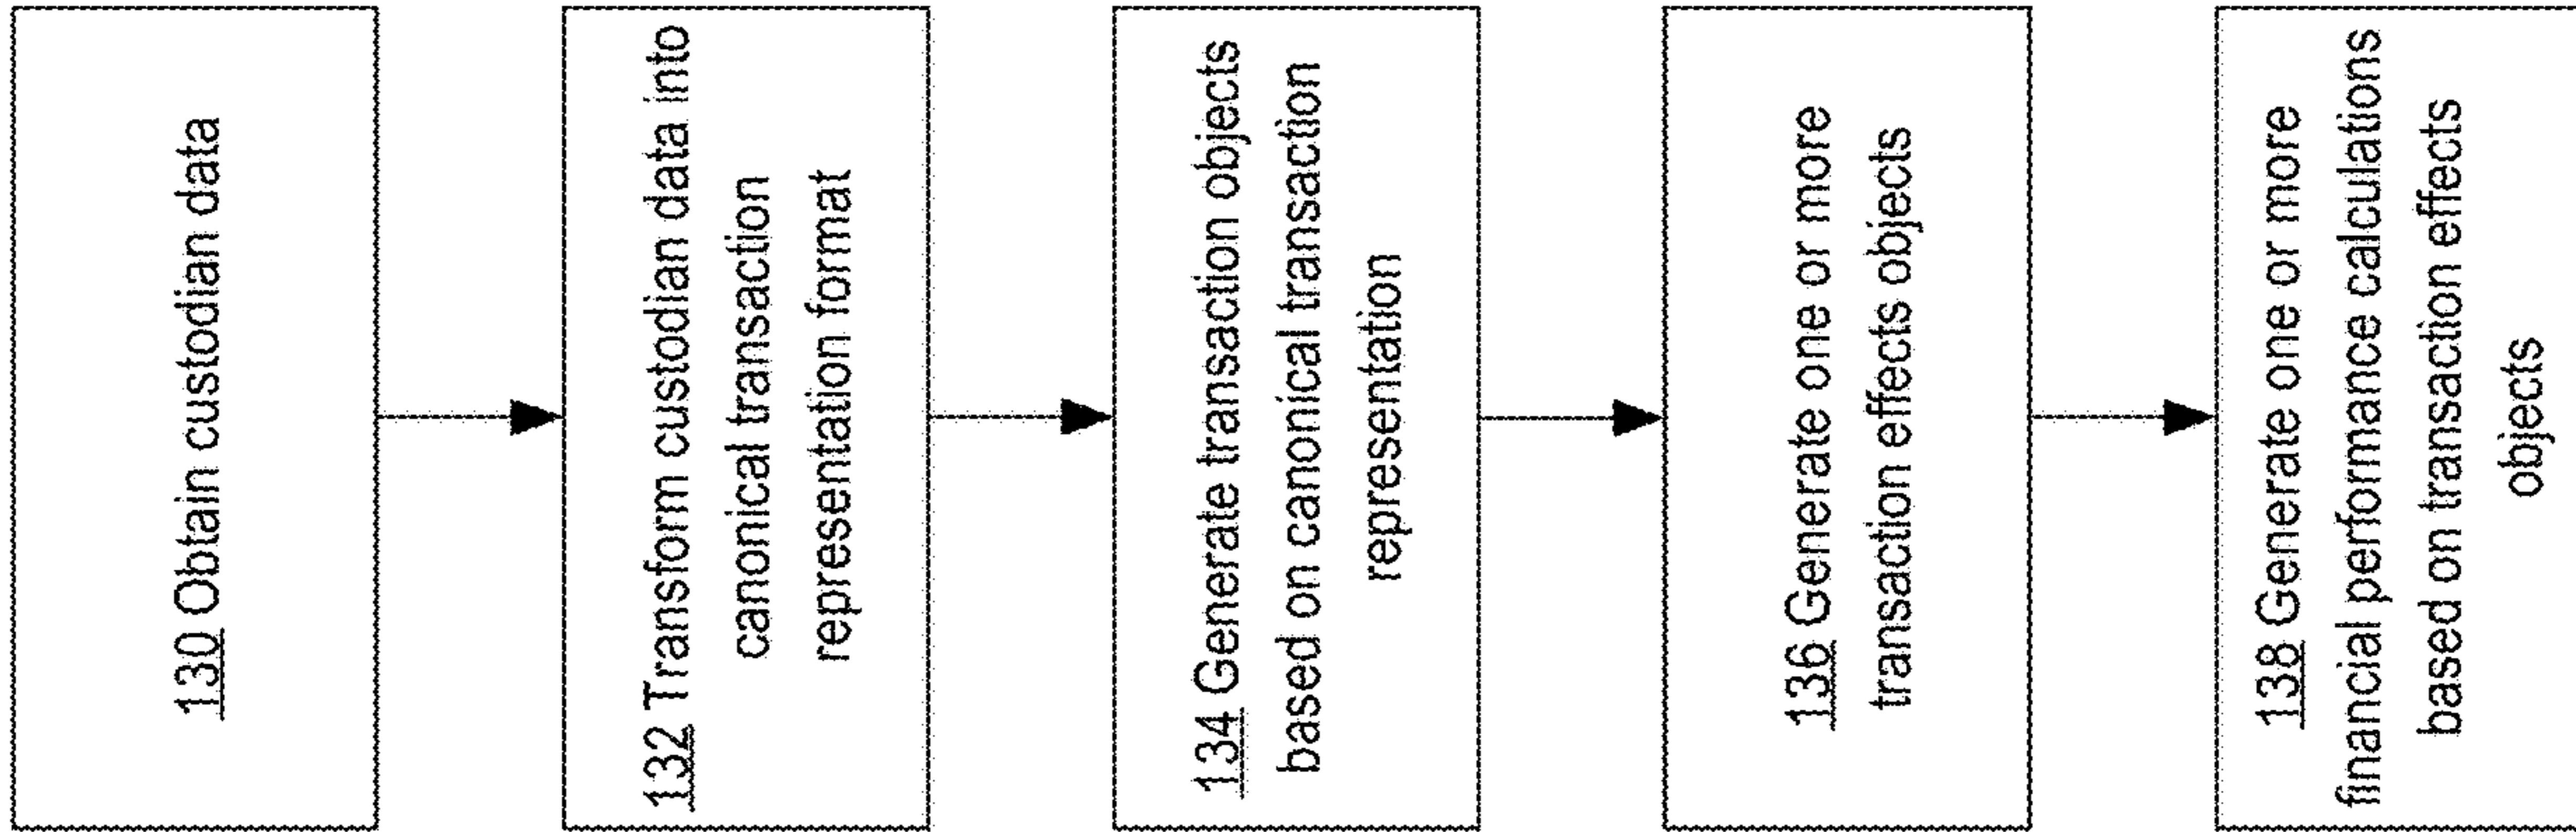 130 Obtain custodian data
132 Transform custodian data into
canonical transaction
representation format
134 Generate transaction objects
based on canonical transaction
representation
136 Generate one or more
transaction effects objects
138 Generate one or more
financial performance calculations
based on transaction effects
objects